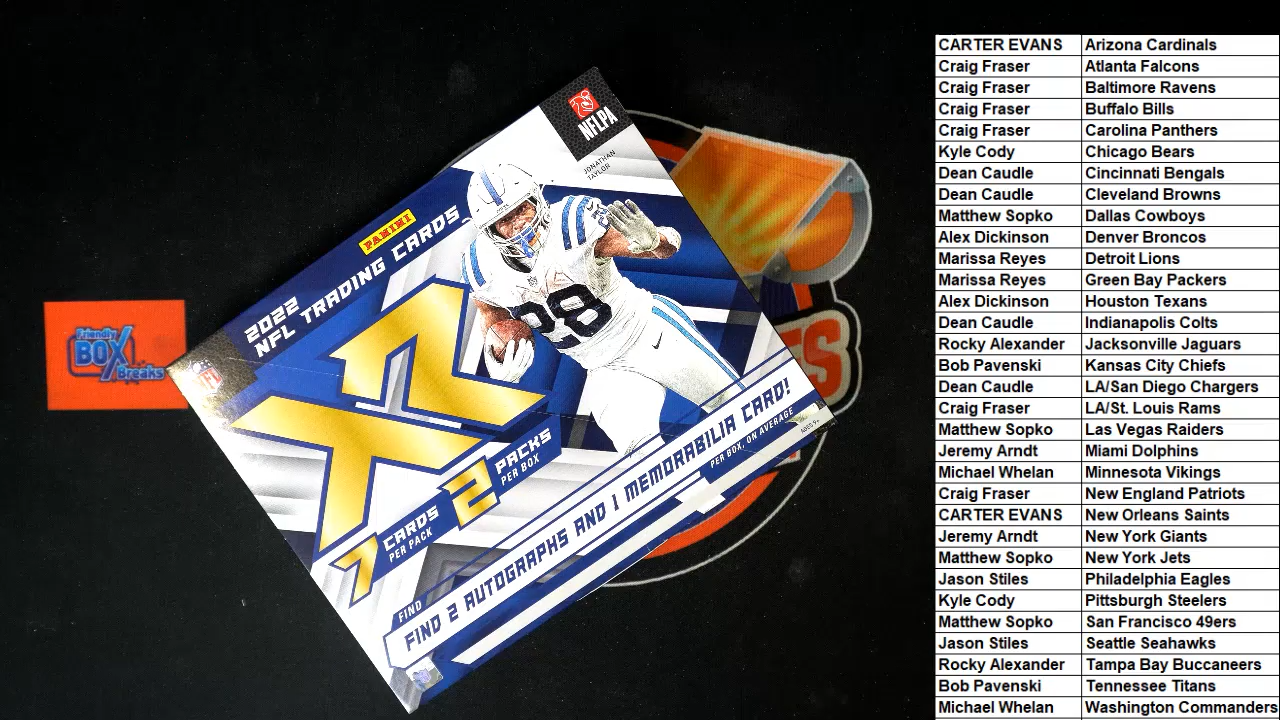 Friendly
BOX
Breaks
NFLPA
JONATHAN
TAYLOR
PANINI
2022
NFL TRADING CARDS
NFL
XR
7 CARDS
PER PACK
2 PACKS
PER BOX
28
FIND
FIND 2 AUTOGRAPHS AND 1 MEMORABILIA CARD!
PER BOX, ON AVERAGE
AGES 9+
CARTER EVANS Arizona Cardinals
Craig Fraser Atlanta Falcons
Craig Fraser Baltimore Ravens
Craig Fraser Buffalo Bills
Craig Fraser Carolina Panthers
Kyle Cody Chicago Bears
Dean Caudle Cincinnati Bengals
Dean Caudle Cleveland Browns
Matthew Sopko Dallas Cowboys
Alex Dickinson Denver Broncos
Marissa Reyes Detroit Lions
Marissa Reyes Green Bay Packers
Alex Dickinson Houston Texans
Dean Caudle Indianapolis Colts
Rocky Alexander Jacksonville Jaguars
Bob Pavenski Kansas City Chiefs
Dean Caudle LA/San Diego Chargers
Craig Fraser LA/St. Louis Rams
Matthew Sopko Las Vegas Raiders
Jeremy Arndt Miami Dolphins
Michael Whelan Minnesota Vikings
Craig Fraser New England Patriots
CARTER EVANS New Orleans Saints
Jeremy Arndt New York Giants
Matthew Sopko New York Jets
Jason Stiles Philadelphia Eagles
Kyle Cody Pittsburgh Steelers
Matthew Sopko San Francisco 49ers
Jason Stiles Seattle Seahawks
Rocky Alexander Tampa Bay Buccaneers
Bob Pavenski Tennessee Titans
Michael Whelan Washington Commanders